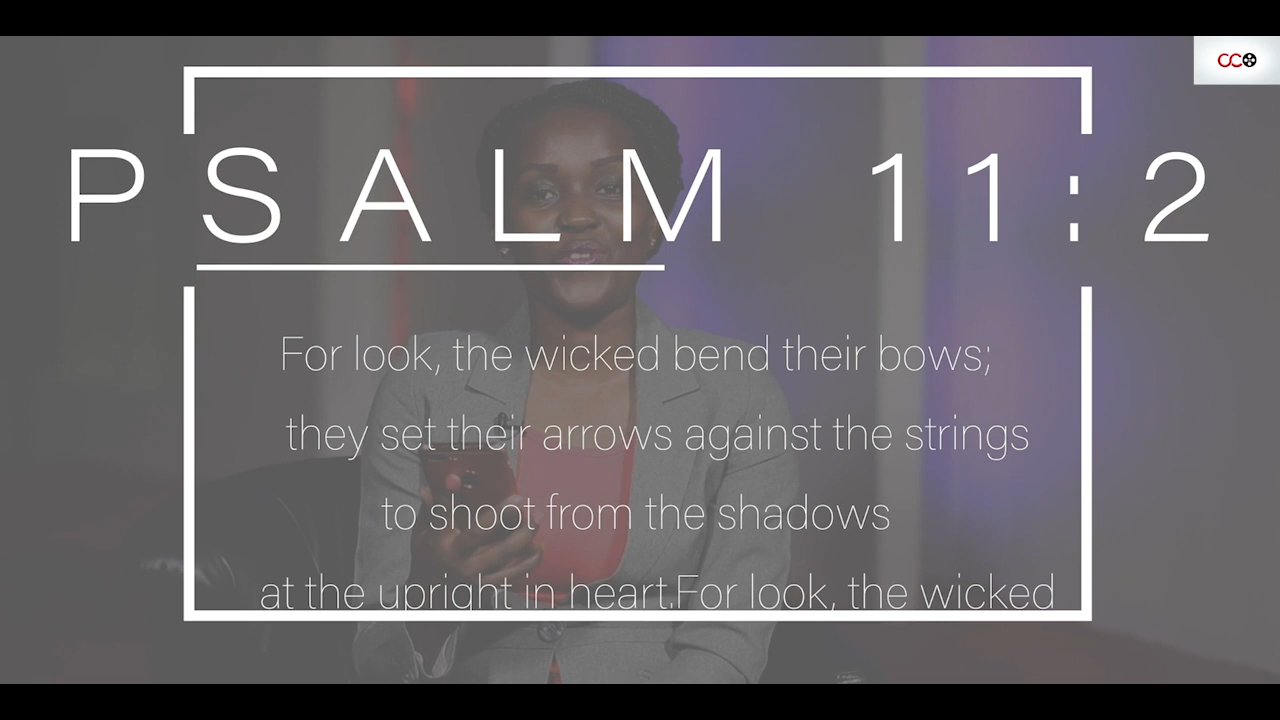 CC
PSALM 11:2
For look, the wicked bend their bows;
they set their arrows against the strings
to shoot from the shadows
at the upright in heart.For look, the wicked